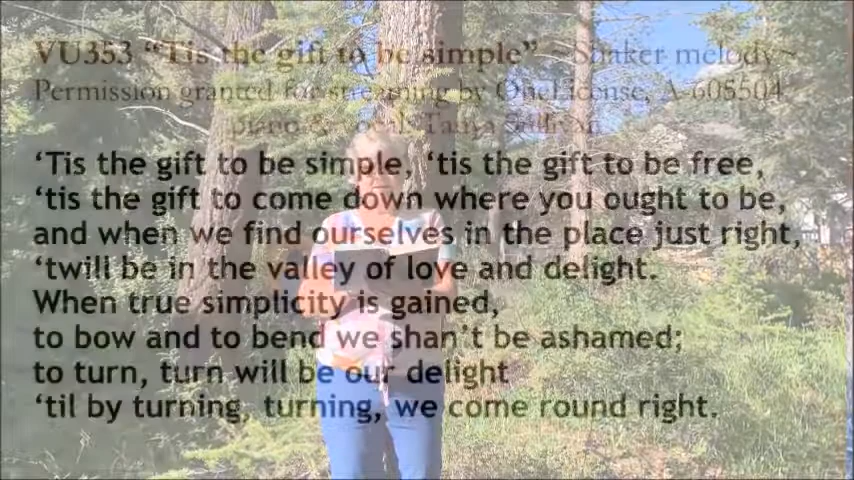 VU353 “Tis the gift to be simple” ~ Shaker melody ~
Permission granted for streaming by OneLicense, A-605504
piano & vocal: Tanya Sullivan
‘Tis the gift to be simple, ‘tis the gift to be free,
‘tis the gift to come down where you ought to be,
and when we find ourselves in the place just right,
‘twill be in the valley of love and delight.
When true simplicity is gained,
to bow and to bend we shan’t be ashamed;
to turn, turn will be our delight
‘til by turning, turning, we come round right.